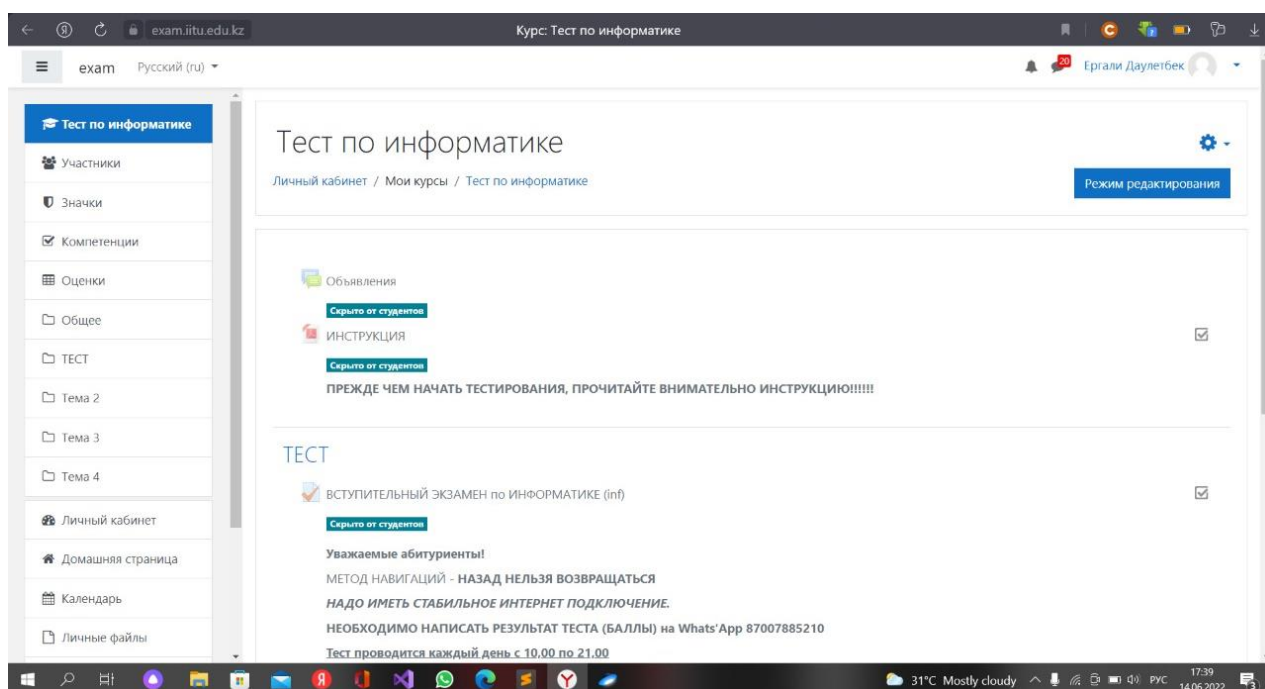 exam.iitu.edu.kz Курс: Тест по информатике
exam Русский (ru) 20 Ергали Даулетбек
Тест по информатике
Участники
Значки
Компетенции
Оценки
Общее
ТЕСТ
Тема 2
Тема 3
Тема 4
Личный кабинет
Домашняя страница
Календарь
Личные файлы
Тест по информатике
Личный кабинет / Мои курсы / Тест по информатике
Режим редактирования
Объявления
Скрыто от студентов
ИНСТРУКЦИЯ
Скрыто от студентов
ПРЕЖДЕ ЧЕМ НАЧАТЬ ТЕСТИРОВАНИЯ, ПРОЧИТАЙТЕ ВНИМАТЕЛЬНО ИНСТРУКЦИЮ!!!!!!
ТЕСТ
ВСТУПИТЕЛЬНЫЙ ЭКЗАМЕН по ИНФОРМАТИКЕ (inf)
Скрыто от студентов
Уважаемые абитуриенты!
МЕТОД НАВИГАЦИЙ - НАЗАД НЕЛЬЗЯ ВОЗВРАЩАТЬСЯ
НАДО ИМЕТЬ СТАБИЛЬНОЕ ИНТЕРНЕТ ПОДКЛЮЧЕНИЕ.
НЕОБХОДИМО НАПИСАТЬ РЕЗУЛЬТАТ ТЕСТА (БАЛЛЫ) на Whats'App 87007885210
Тест проводится каждый день с 10.00 по 21.00
31°C Mostly cloudy РУС 17:39
14.06.2022 3